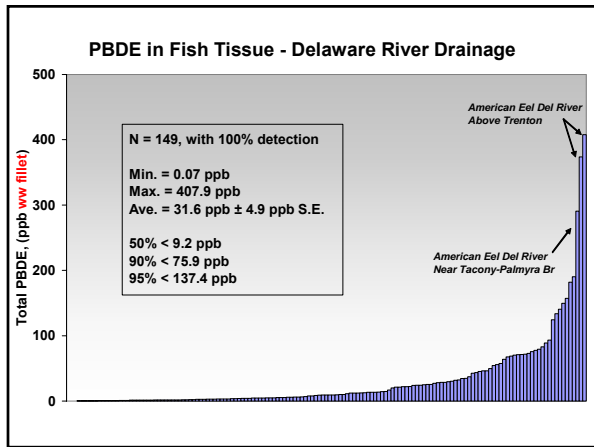 PBDE in Fish Tissue - Delaware River Drainage
500
400
300
200
100
0
Total PBDE, (ppb ww fillet)
N = 149, with 100% detection
Min. = 0.07 ppb
Max. = 407.9 ppb
Ave. = 31.6 ppb ± 4.9 ppb S.E.
50% < 9.2 ppb
90% < 75.9 ppb
95% < 137.4 ppb
American Eel Del River
Above Trenton
American Eel Del River
Near Tacony-Palmyra Br